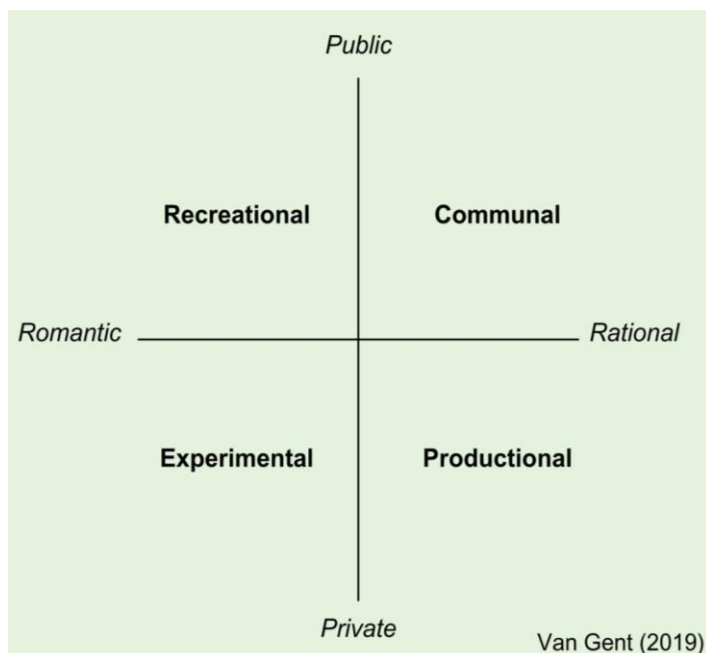 Public
Recreational
Communal
Romantic
Rational
Experimental
Productional
Private
Van Gent (2019)